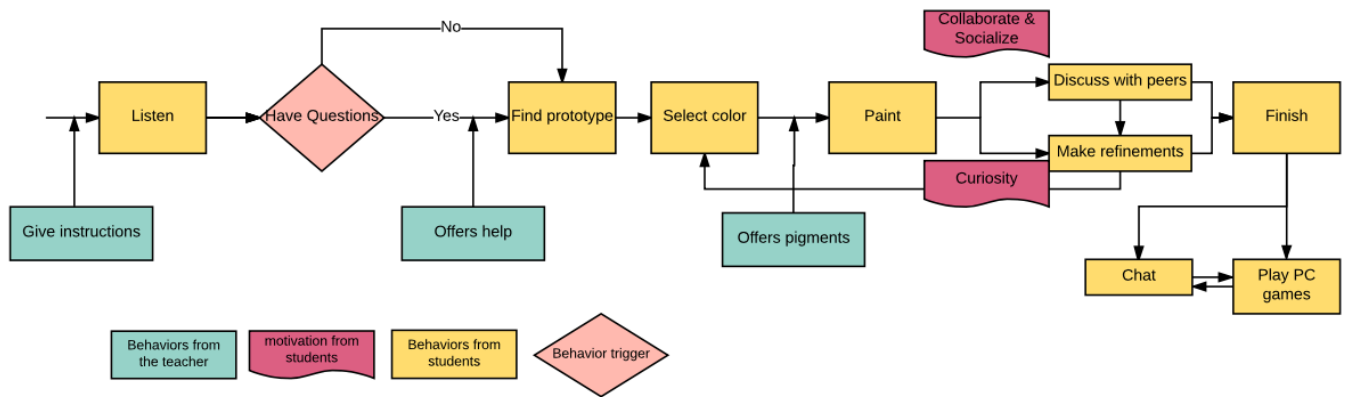 No
Collaborate &
Socialize
Listen
Have Questions
Yes
Find prototype
Select color
Paint
Discuss with peers
Make refinements
Finish
Curiosity
Give instructions
Offers help
Offers pigments
Chat
Play PC
games
Behaviors from
the teacher
motivation from
students
Behaviors from
students
Behavior trigger